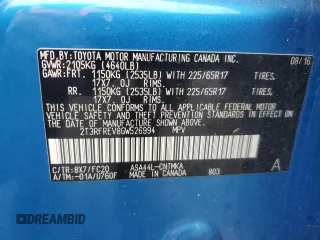 MFD. BY: TOYOTA MOTOR MANUFACTURING CANADA INC.
GVWR: 2105KG (4640LB) 08/16
GAWR: FRT. 1150KG (2535LB) WITH 225/65R17 TIRES.
17X7.0J RIMS,
RR. 1150KG (2535LB) WITH 225/65R17 TIRES.
17X7.0J RIMS,
THIS VEHICLE CONFORMS TO ALL APPLICABLE FEDERAL
MOTOR VEHICLE SAFETY, BUMPER, AND THEFT PREVENTION
STANDARDS IN EFFECT ON THE DATE OF MANUFACTURE
SHOWN ABOVE.
2T3RFREV8GW526994 MPV
C/TR: 8X7/FC20 ASA44L-CNTMKA A
A/TM: -01A/U760F MADE IN CANADA 803
© AutoBidMaster